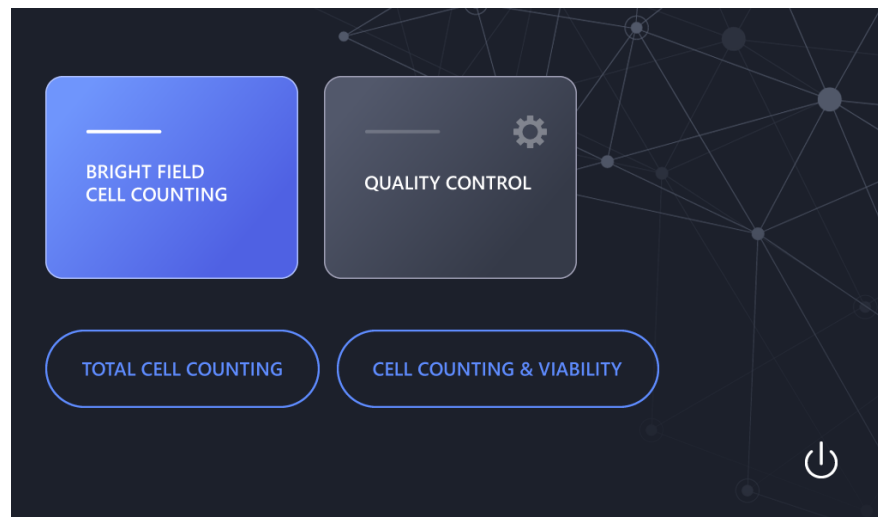 BRIGHT FIELD
CELL COUNTING
QUALITY CONTROL
TOTAL CELL COUNTING
CELL COUNTING & VIABILITY